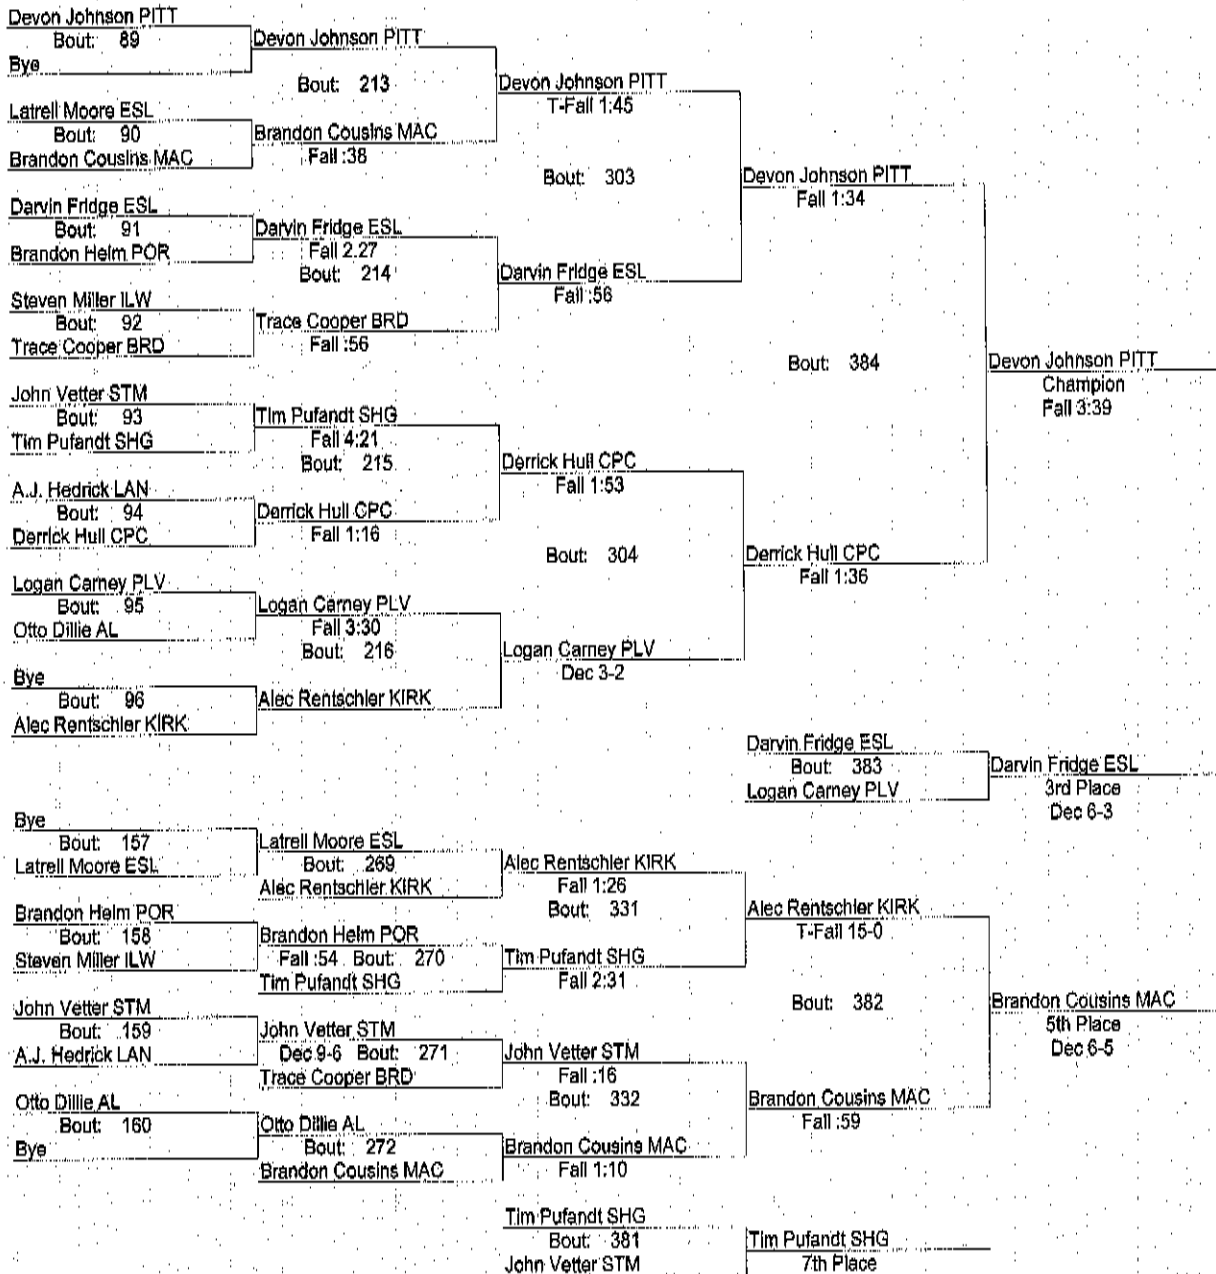 Devon Johnson PITT
Bout: 89
Bye
Devon Johnson PITT
Bout: 213
Latrell Moore ESL
Bout: 90
Brandon Cousins MAC
Brandon Cousins MAC
Fall :38
Devon Johnson PITT
T-Fall 1:45
Bout: 303
Darvin Fridge ESL
Bout: 91
Brandon Helm POR
Darvin Fridge ESL
Fall 2:27
Bout: 214
Steven Miller ILW
Bout: 92
Trace Cooper BRD
Trace Cooper BRD
Fall :56
Darvin Fridge ESL
Fall :56
Devon Johnson PITT
Fall 1:34
Bout: 384
John Vetter STM
Bout: 93
Tim Pufandt SHG
Tim Pufandt SHG
Fall 4:21
Bout: 215
A.J. Hedrick LAN
Bout: 94
Derrick Hull CPC
Derrick Hull CPC
Fall 1:16
Derrick Hull CPC
Fall 1:53
Bout: 304
Logan Carney PLV
Bout: 95
Otto Dillie AL
Logan Carney PLV
Fall 3:30
Bout: 216
Bye
Bout: 96
Alec Rentschler KIRK
Alec Rentschler KIRK
Logan Carney PLV
Dec 3-2
Derrick Hull CPC
Fall 1:36
Devon Johnson PITT
Champion
Fall 3:39
Darvin Fridge ESL
Bout: 383
Logan Carney PLV
Darvin Fridge ESL
3rd Place
Dec 6-3
Bye
Bout: 157
Latrell Moore ESL
Latrell Moore ESL
Bout: 269
Alec Rentschler KIRK
Alec Rentschler KIRK
Fall 1:26
Bout: 331
Brandon Helm POR
Bout: 158
Steven Miller ILW
Brandon Helm POR
Fall :54 Bout: 270
Tim Pufandt SHG
Tim Pufandt SHG
Fall 2:31
Alec Rentschler KIRK
T-Fall 15-0
Bout: 382
John Vetter STM
Bout: 159
A.J. Hedrick LAN
John Vetter STM
Dec 9-6 Bout: 271
Trace Cooper BRD
John Vetter STM
Fall :16
Bout: 332
Otto Dillie AL
Bout: 160
Bye
Otto Dillie AL
Bout: 272
Brandon Cousins MAC
Brandon Cousins MAC
Fall 1:10
Brandon Cousins MAC
Fall :59
Brandon Cousins MAC
5th Place
Dec 6-5
Tim Pufandt SHG
Bout: 381
John Vetter STM
Tim Pufandt SHG
7th Place